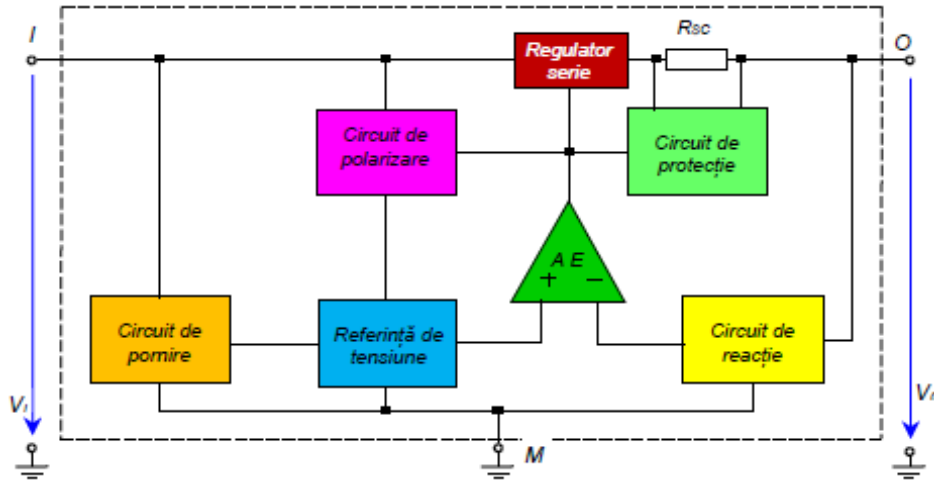 I
Rsc
O
Regulator
serie
Circuit de
polarizare
Circuit de
protecție
A E
+ −
Circuit de
pornire
Referință de
tensiune
Circuit de
reacție
VI
M